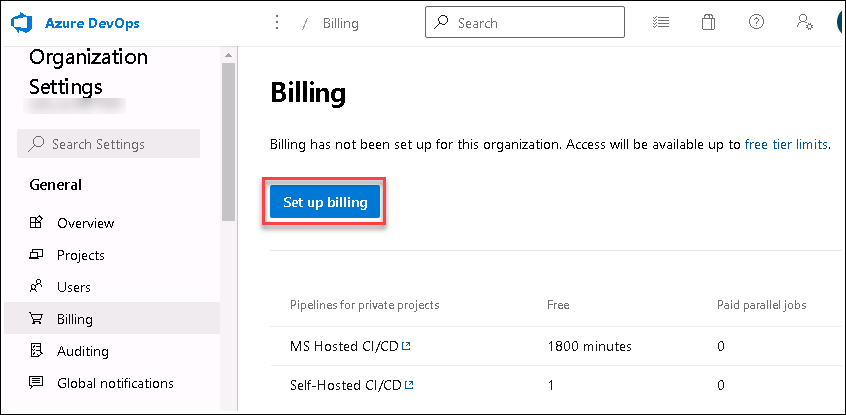 Azure DevOps
/ Billing
Search
Organization
Settings
Search Settings
General
Overview
Projects
Users
Billing
Auditing
Global notifications
Billing
Billing has not been set up for this organization. Access will be available up to free tier limits.
Set up billing
Pipelines for private projects Free Paid parallel jobs
MS Hosted CI/CD 1800 minutes 0
Self-Hosted CI/CD 1 0